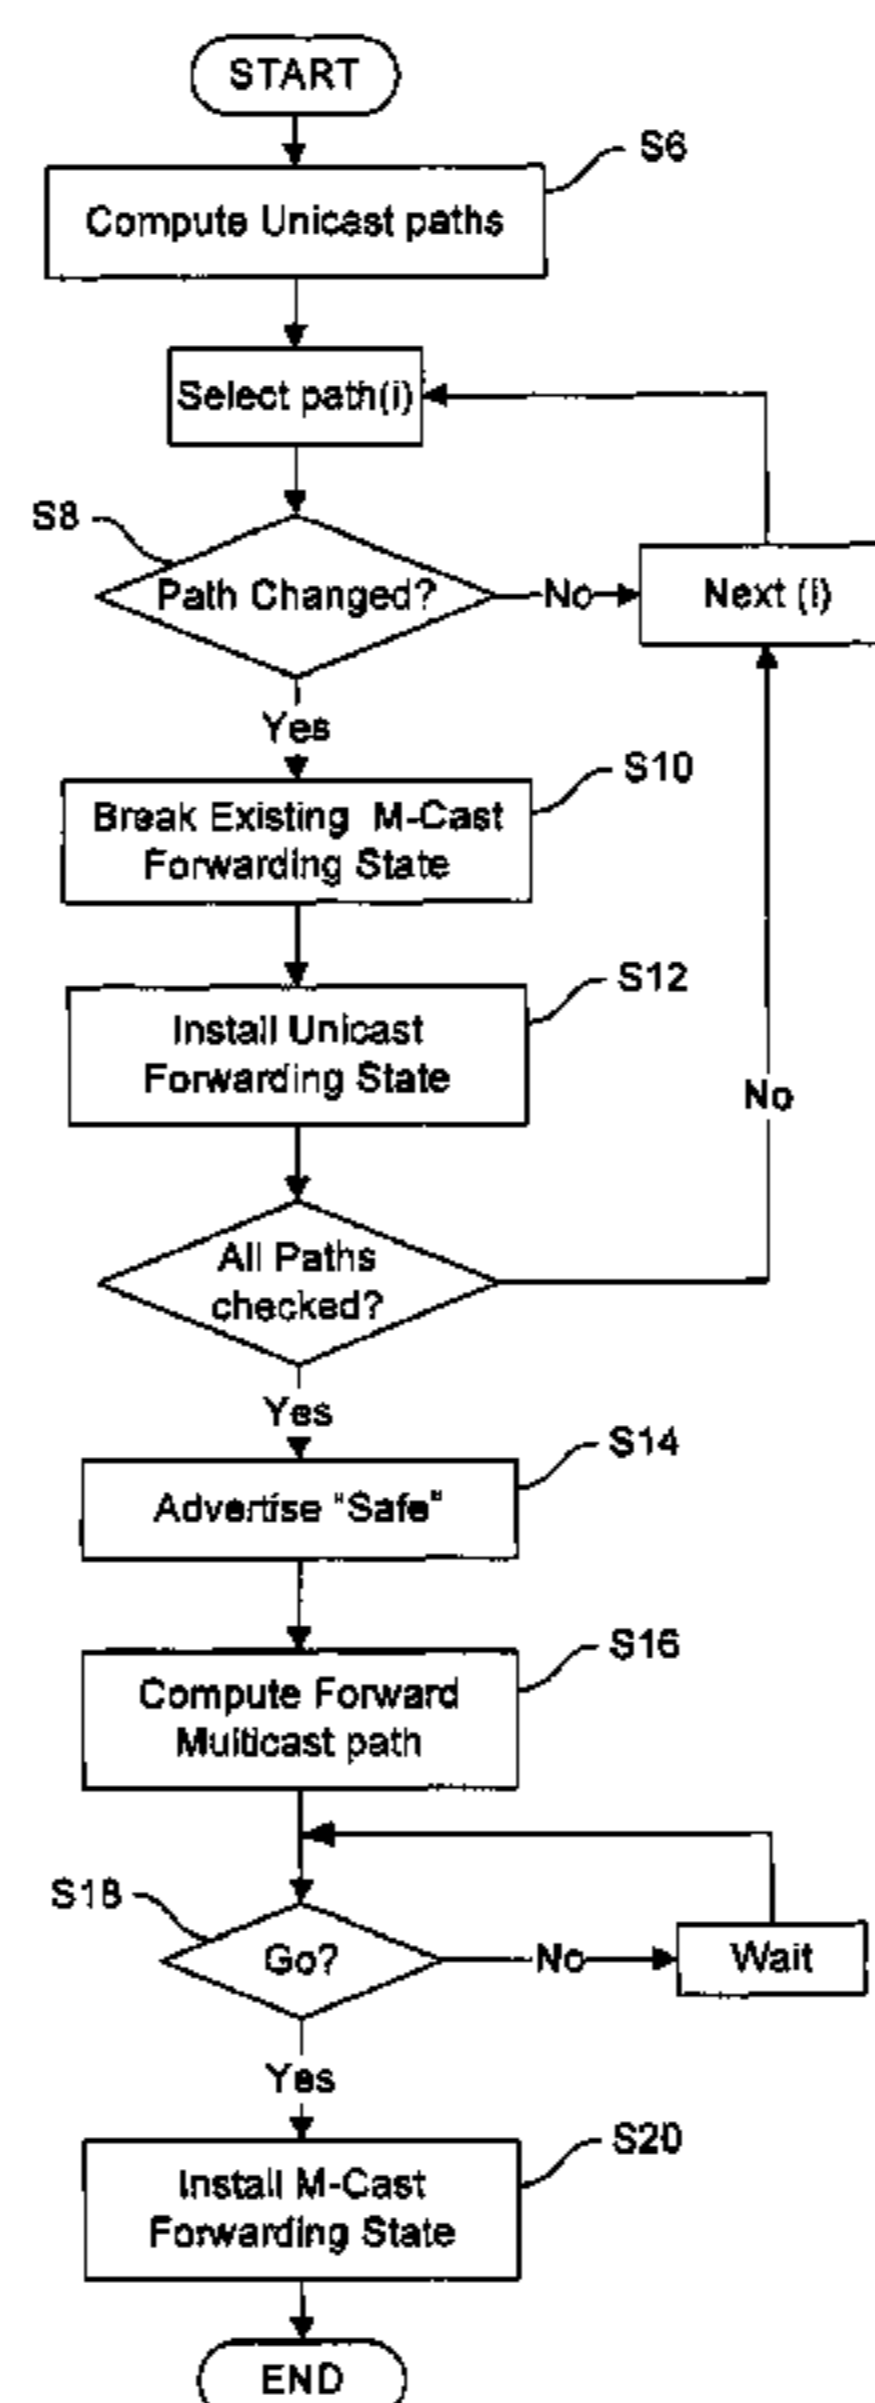 START
S6
Compute Unicast paths
Select path(i)
S8
Path Changed?
No
Next (i)
Yes
S10
Break Existing M-Cast
Forwarding State
S12
Install Unicast
Forwarding State
No
All Paths
checked?
Yes
S14
Advertise "Safe"
S16
Compute Forward
Multicast path
S18
Go?
No
Wait
Yes
S20
Install M-Cast
Forwarding State
END